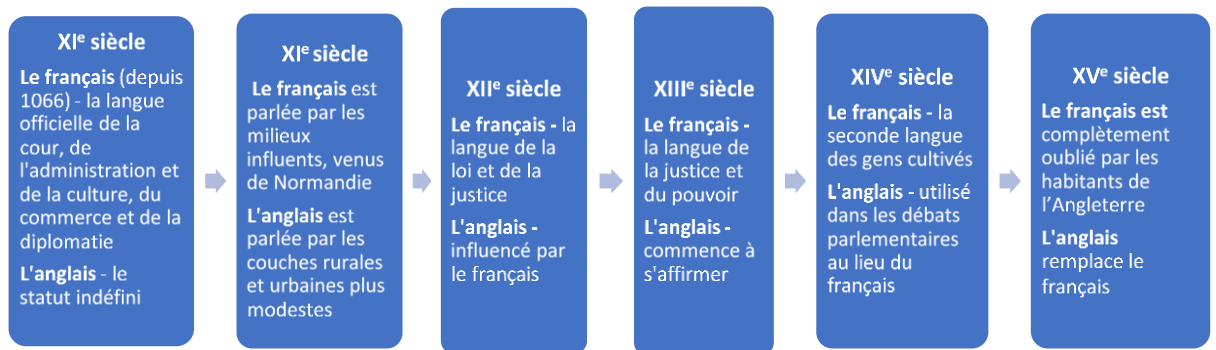 XIe siècle
Le français (depuis
1066) - la langue
officielle de la
cour, de
l'administration et
de la culture, du
commerce et de la
diplomatie
L'anglais - le
statut indéfini
XIe siècle
Le français est
parlée par les
milieux
influents, venus
de Normandie
L'anglais est
parlée par les
couches rurales
et urbaines plus
modestes
XIIe siècle
Le français - la
langue de la
loi et de la
justice
L'anglais -
influencé par
le français
XIIIe siècle
Le français -
la langue de
la justice et
du pouvoir
L'anglais -
commence à
s'affirmer
XIVe siècle
Le français - la
seconde langue
des gens cultivés
L'anglais - utilisé
dans les débats
parlementaires
au lieu du
français
XVe siècle
Le français est
complètement
oublié par les
habitants de
l’Angleterre
L'anglais
remplace le
français